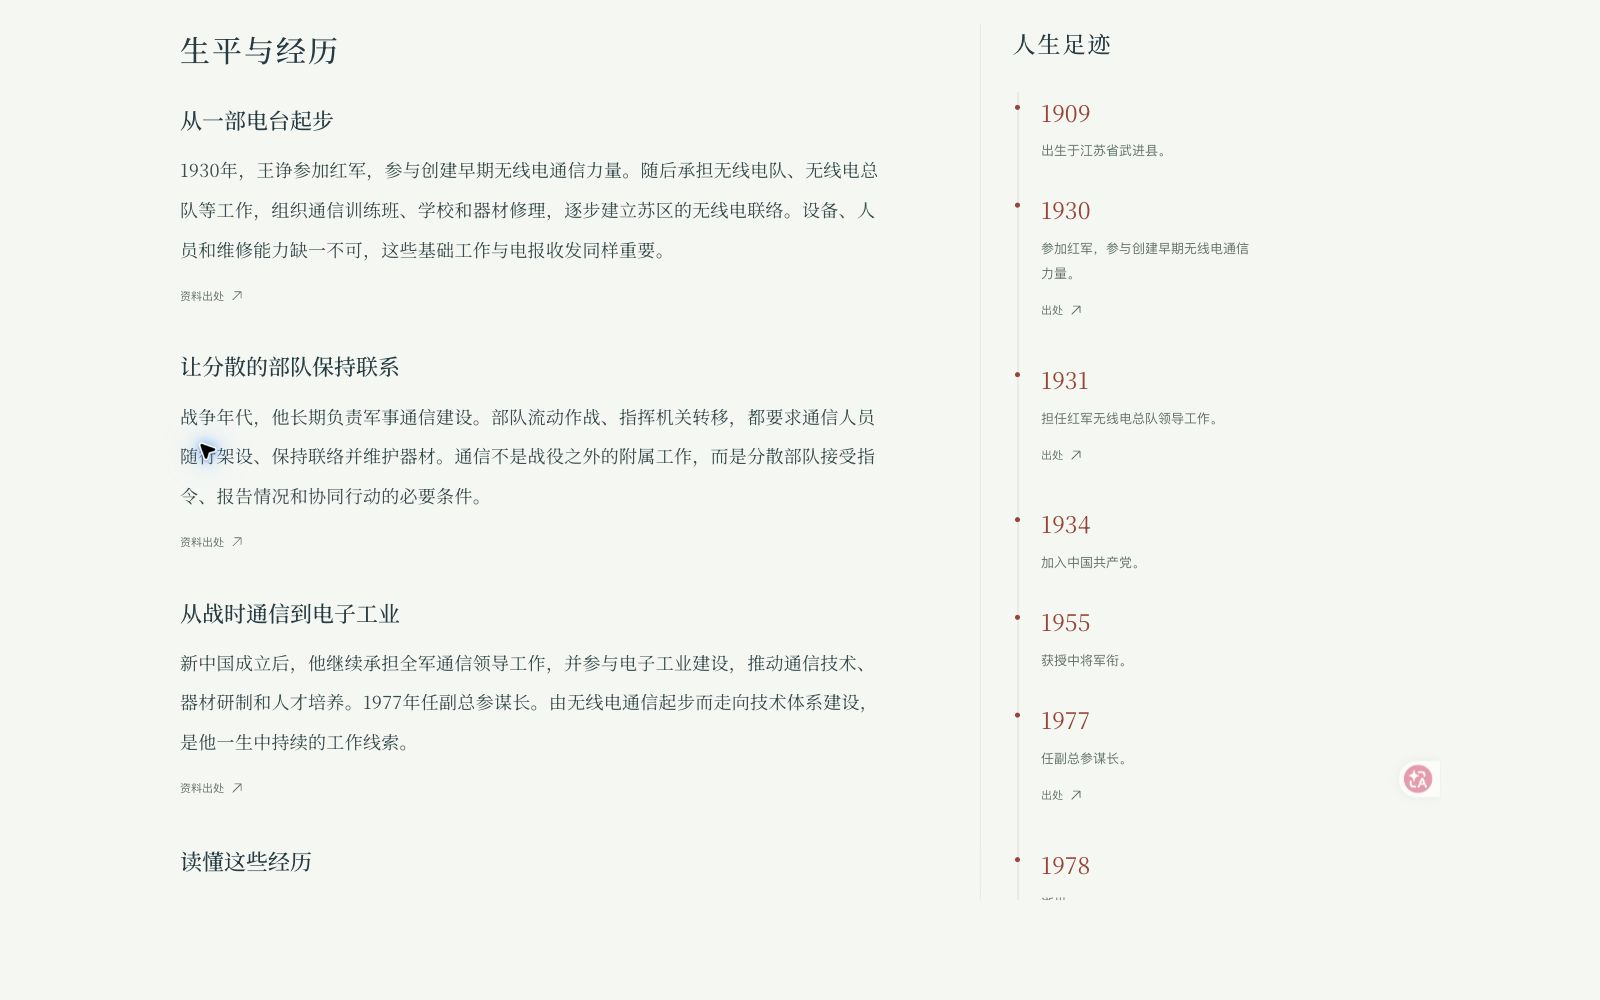 生平与经历
从一部电台起步
1930年，王诤参加红军，参与创建早期无线电通信力量。随后承担无线电队、无线电总
队等工作，组织通信训练班、学校和器材修理，逐步建立苏区的无线电联络。设备、人
员和维修能力缺一不可，这些基础工作与电报收发同样重要。
资料出处
让分散的部队保持联系
战争年代，他长期负责军事通信建设。部队流动作战、指挥机关转移，都要求通信人员
随行架设、保持联络并维护器材。通信不是战役之外的附属工作，而是分散部队接受指
令、报告情况和协同行动的必要条件。
资料出处
从战时通信到电子工业
新中国成立后，他继续承担全军通信领导工作，并参与电子工业建设，推动通信技术、
器材研制和人才培养。1977年任副总参谋长。由无线电通信起步而走向技术体系建设，
是他一生中持续的工作线索。
资料出处
读懂这些经历
人生足迹
1909
出生于江苏省武进县。
1930
参加红军，参与创建早期无线电通信
力量。
出处
1931
担任红军无线电总队领导工作。
出处
1934
加入中国共产党。
1955
获授中将军衔。
1977
任副总参谋长。
出处
1978